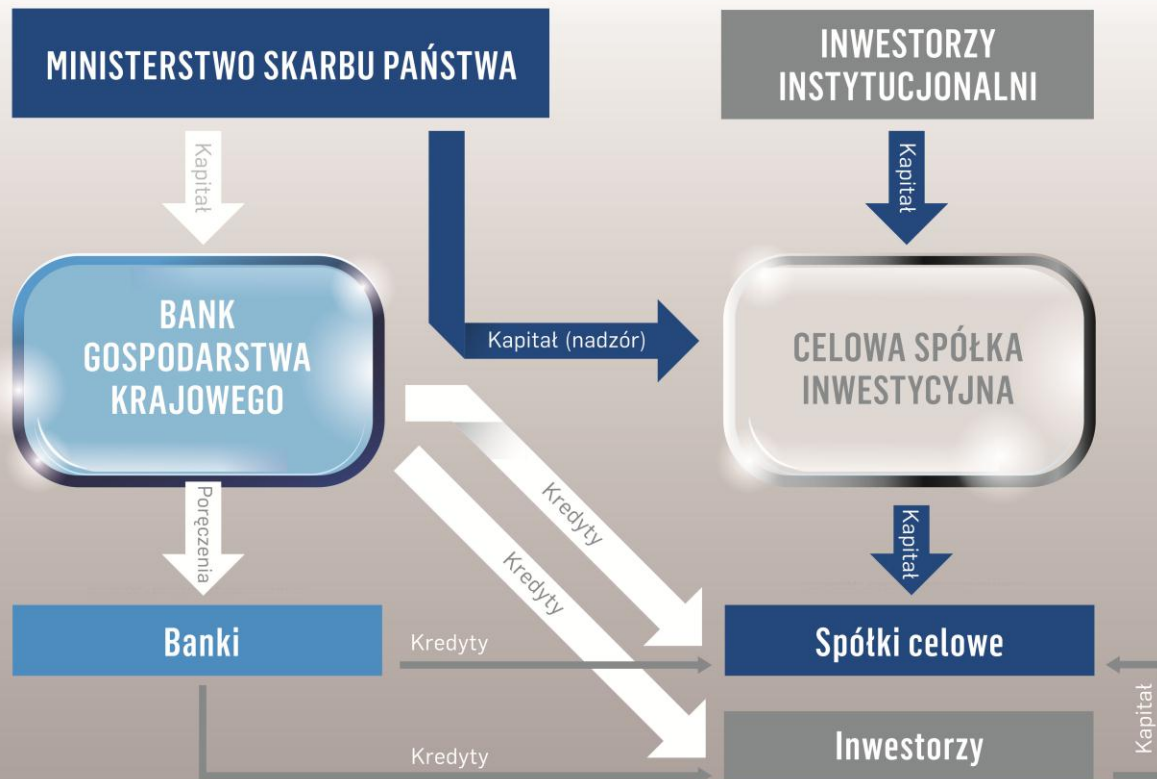 MINISTERSTWO SKARBU PAŃSTWA
INWESTORZY
INSTYTUCJONALNI
Kapitał
Kapitał
BANK
GOSPODARSTWA
KRAJOWEGO
Kapitał (nadzór)
CELOWA SPÓŁKA
INWESTYCYJNA
Poręczenia
Kredyty
Kredyty
Kapitał
Banki
Kredyty
Spółki celowe
Kapitał
Kredyty
Inwestorzy